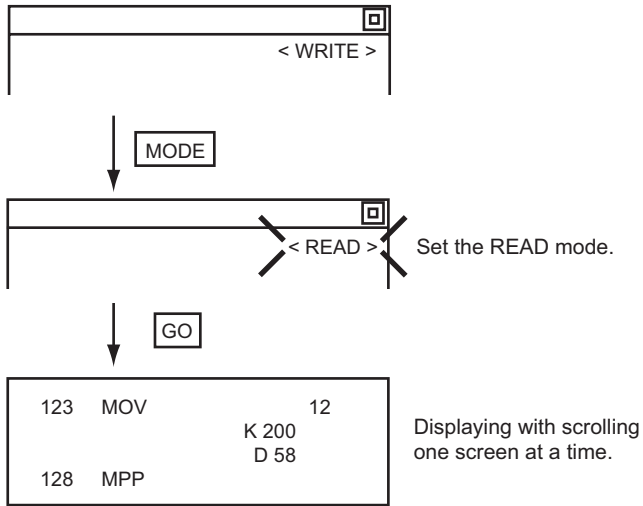 < WRITE >
MODE
< READ >
Set the READ mode.
GO
123 MOV 12
K 200
D 58
128 MPP
Displaying with scrolling
one screen at a time.